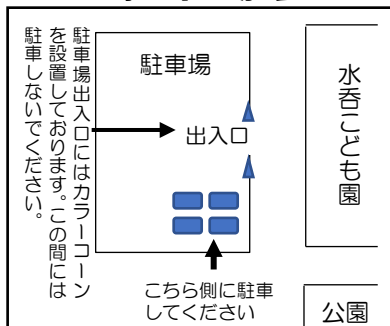 駐車場出入口にはカラーコーン
を設置しております。この間には
駐車しないでください。
駐車場
出入口
水呑こども園
こちら側に駐車
してください
公園